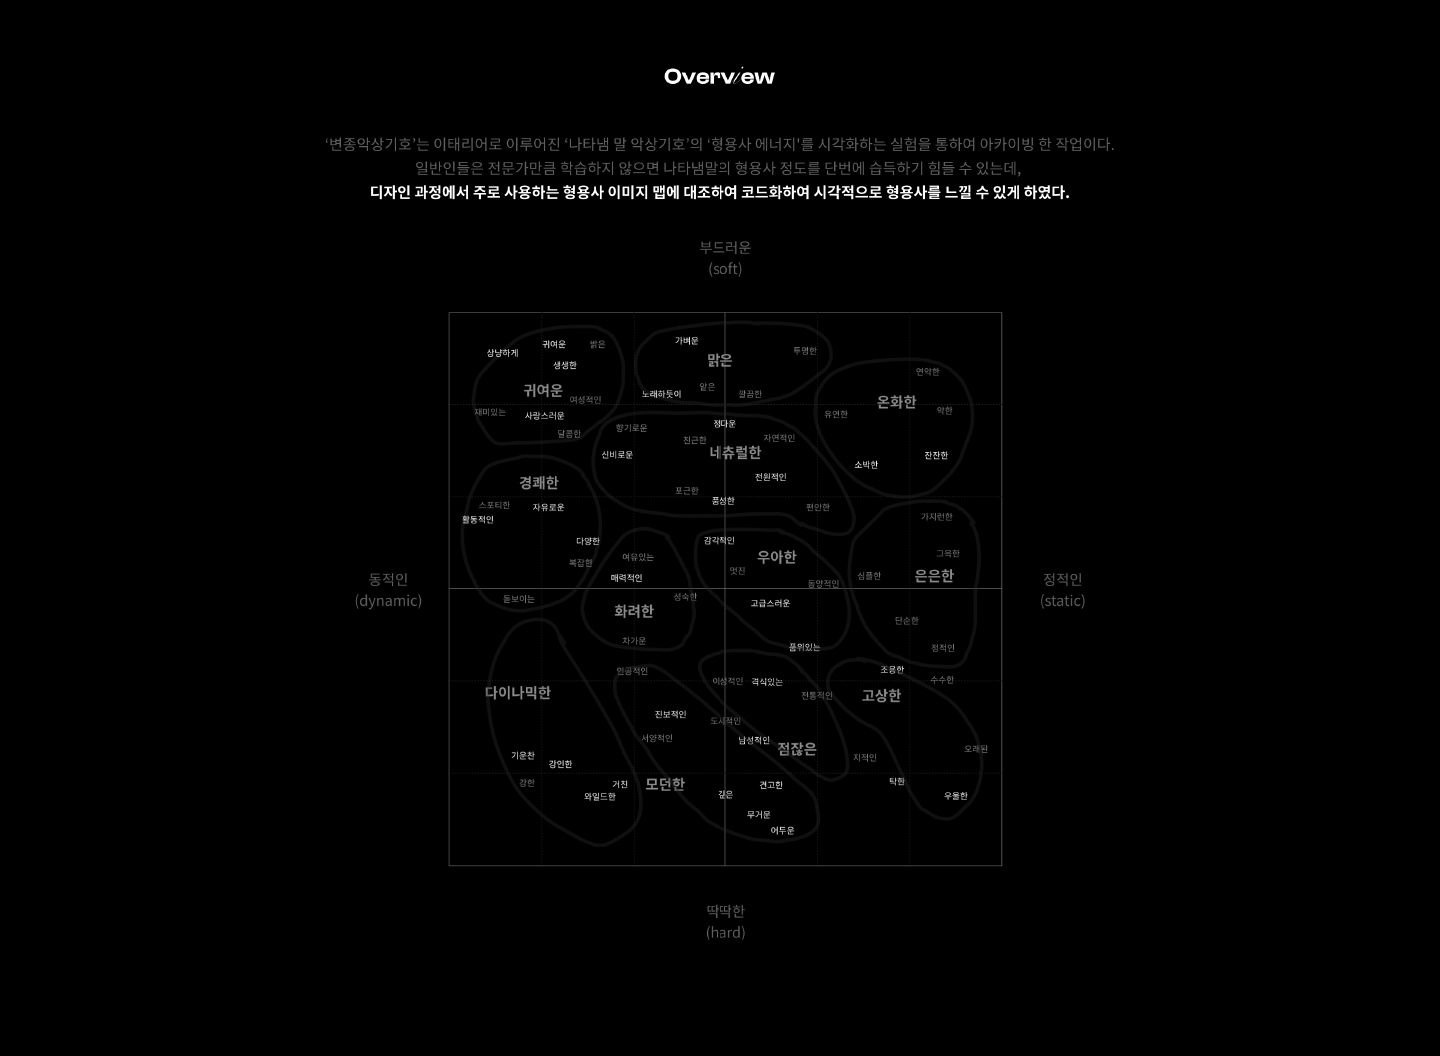 Overview
‘변종악상기호’는 이태리어로 이루어진 ‘나타냄 말 악상기호’의 ‘형용사 에너지’를 시각화하는 실험을 통하여 아카이빙 한 작업이다.
일반인들은 전문가만큼 학습하지 않으면 나타냄말의 형용사 정도를 단번에 습득하기 힘들 수 있는데,
디자인 과정에서 주로 사용하는 형용사 이미지 맵에 대조하여 코드화하여 시각적으로 형용사를 느낄 수 있게 하였다.
부드러운
(soft)
상냥하게
귀여운
밝은
생생한
귀여운
여성적인
재미있는
사랑스러운
달콤한
가벼운
맑은
투명한
노래하듯이
얕은
깔끔한
온화한
연약한
유연한
약한
소박한
잔잔한
향기로운
정다운
친근한
자연적인
네츄럴한
신비로운
전원적인
포근한
풍성한
편안한
경쾌한
스포티한
자유로운
활동적인
다양한
복잡한
여유있는
매력적인
감각적인
우아한
멋진
동양적인
가지런한
그윽한
심플한
은은한
동적인
(dynamic)
정적인
(static)
돋보이는
화려한
성숙한
차가운
고급스러운
품위있는
단순한
정적인
인공적인
이성적인
격식있는
전통적인
조용한
수수한
고상한
다이나믹한
진보적인
도시적인
서양적인
남성적인
점잖은
지적인
오래된
기운찬
강인한
강한
거친
와일드한
모던한
깊은
견고한
탁한
우울한
무거운
어두운
딱딱한
(hard)